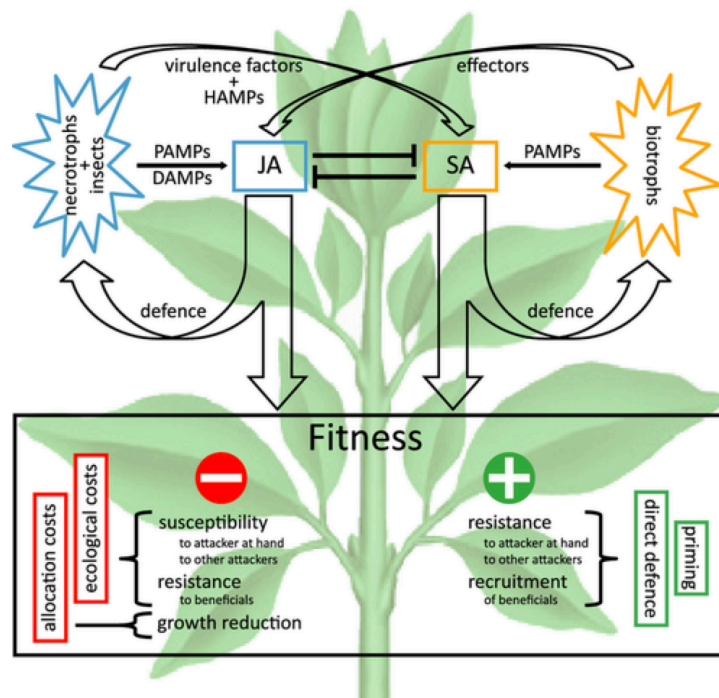 virulence factors
+
HAMPs
effectors
necrotrophs
+
insects
PAMPs
DAMPs
JA
SA
PAMPs
biotrophs
defence
defence
Fitness
allocation costs
ecological costs
susceptibility
to attacker at hand
to other attackers
resistance
to beneficials
growth reduction
resistance
to attacker at hand
to other attackers
recruitment
of beneficials
direct defence
priming